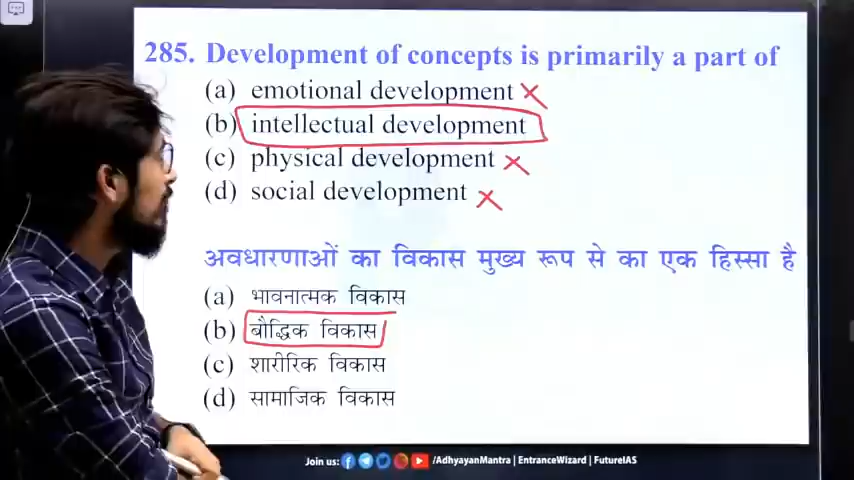 285. Development of concepts is primarily a part of
(a) emotional development
(b) intellectual development
(c) physical development
(d) social development
अवधारणाओं का विकास मुख्य रूप से का एक हिस्सा है
(a) भावनात्मक विकास
(b) बौद्धिक विकास
(c) शारीरिक विकास
(d) सामाजिक विकास
Join us: /AdhyayanMantra | EntranceWizard | FutureIAS